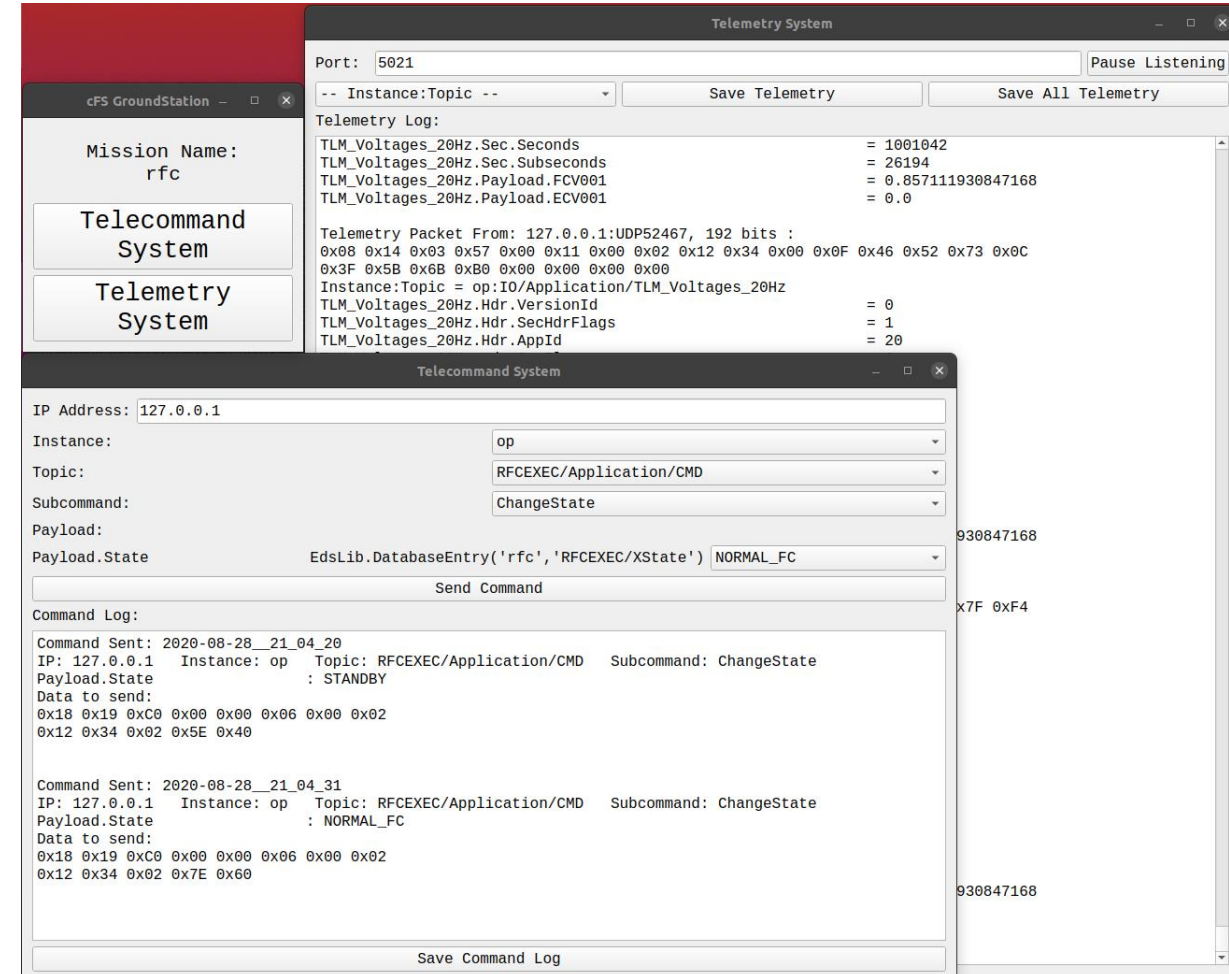 Telemetry System
Port: 5021 Pause Listening
-- Instance:Topic -- Save Telemetry Save All Telemetry
Telemetry Log:
TLM_Voltages_20Hz.Sec.Seconds = 1001042
TLM_Voltages_20Hz.Sec.Subseconds = 26194
TLM_Voltages_20Hz.Payload.FCV001 = 0.857111930847168
TLM_Voltages_20Hz.Payload.ECV001 = 0.0
Telemetry Packet From: 127.0.0.1:UDP52467, 192 bits :
0x08 0x14 0x03 0x57 0x00 0x11 0x00 0x02 0x12 0x34 0x00 0x0F 0x46 0x52 0x73 0x0C
0x3F 0x5B 0x6B 0xB0 0x00 0x00 0x00 0x00
Instance:Topic = op:IO/Application/TLM_Voltages_20Hz
TLM_Voltages_20Hz.Hdr.VersionId = 0
TLM_Voltages_20Hz.Hdr.SecHdrFlags = 1
TLM_Voltages_20Hz.Hdr.AppId = 20
930847168
x7F 0xF4
930847168
cFS GroundStation
Mission Name:
rfc
Telecommand
System
Telemetry
System
Telecommand System
IP Address: 127.0.0.1
Instance: op
Topic: RFCEXEC/Application/CMD
Subcommand: ChangeState
Payload:
Payload.State EdsLib.DatabaseEntry('rfc','RFCEXEC/XState') NORMAL_FC
Send Command
Command Log:
Command Sent: 2020-08-28__21_04_20
IP: 127.0.0.1 Instance: op Topic: RFCEXEC/Application/CMD Subcommand: ChangeState
Payload.State : STANDBY
Data to send:
0x18 0x19 0xC0 0x00 0x00 0x06 0x00 0x02
0x12 0x34 0x02 0x5E 0x40
Command Sent: 2020-08-28__21_04_31
IP: 127.0.0.1 Instance: op Topic: RFCEXEC/Application/CMD Subcommand: ChangeState
Payload.State : NORMAL_FC
Data to send:
0x18 0x19 0xC0 0x00 0x00 0x06 0x00 0x02
0x12 0x34 0x02 0x7E 0x60
Save Command Log